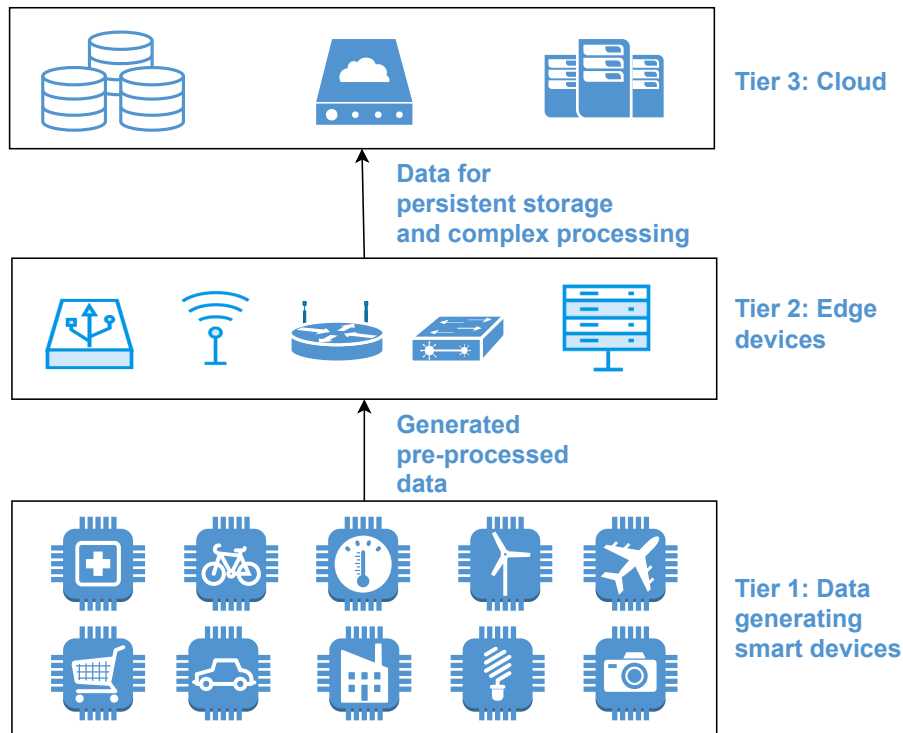 Tier 3: Cloud
Data for
persistent storage
and complex processing
Tier 2: Edge
devices
Generated
pre-processed
data
Tier 1: Data
generating
smart devices